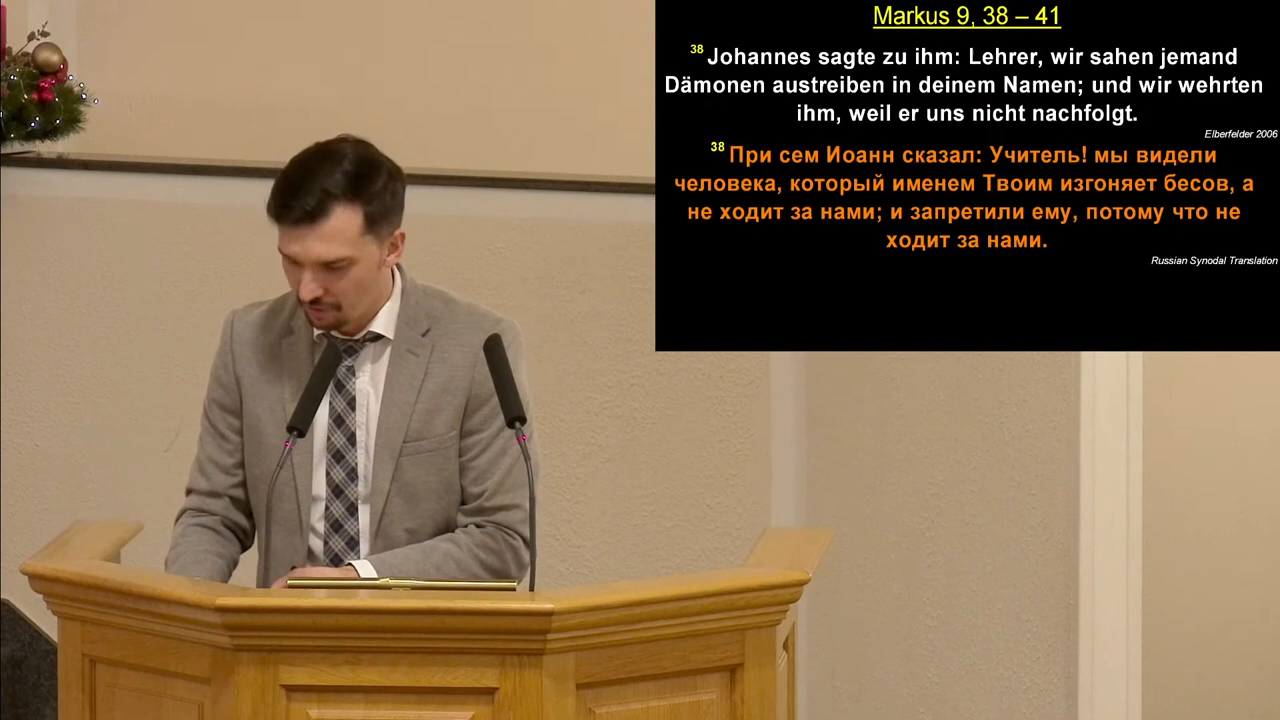 Markus 9, 38 – 41
38 Johannes sagte zu ihm: Lehrer, wir sahen jemand
Dämonen austreiben in deinem Namen; und wir wehrten
ihm, weil er uns nicht nachfolgt.
Elberfelder 2006
38 При сем Иоанн сказал: Учитель! мы видели
человека, который именем Твоим изгоняет бесов, а
не ходит за нами; и запретили ему, потому что не
ходит за нами.
Russian Synodal Translation